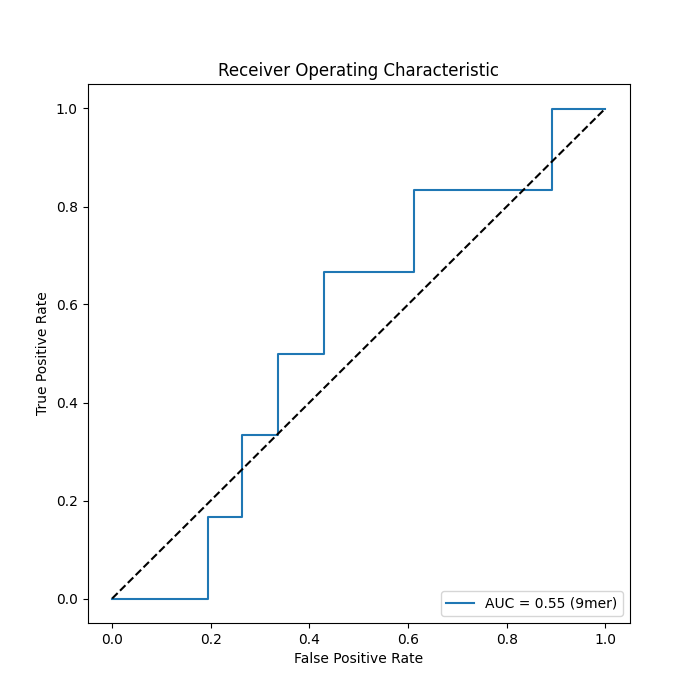 Receiver Operating Characteristic
True Positive Rate
1.0
0.8
0.6
0.4
0.2
0.0
AUC = 0.55 (9mer)
0.0 0.2 0.4 0.6 0.8 1.0
False Positive Rate